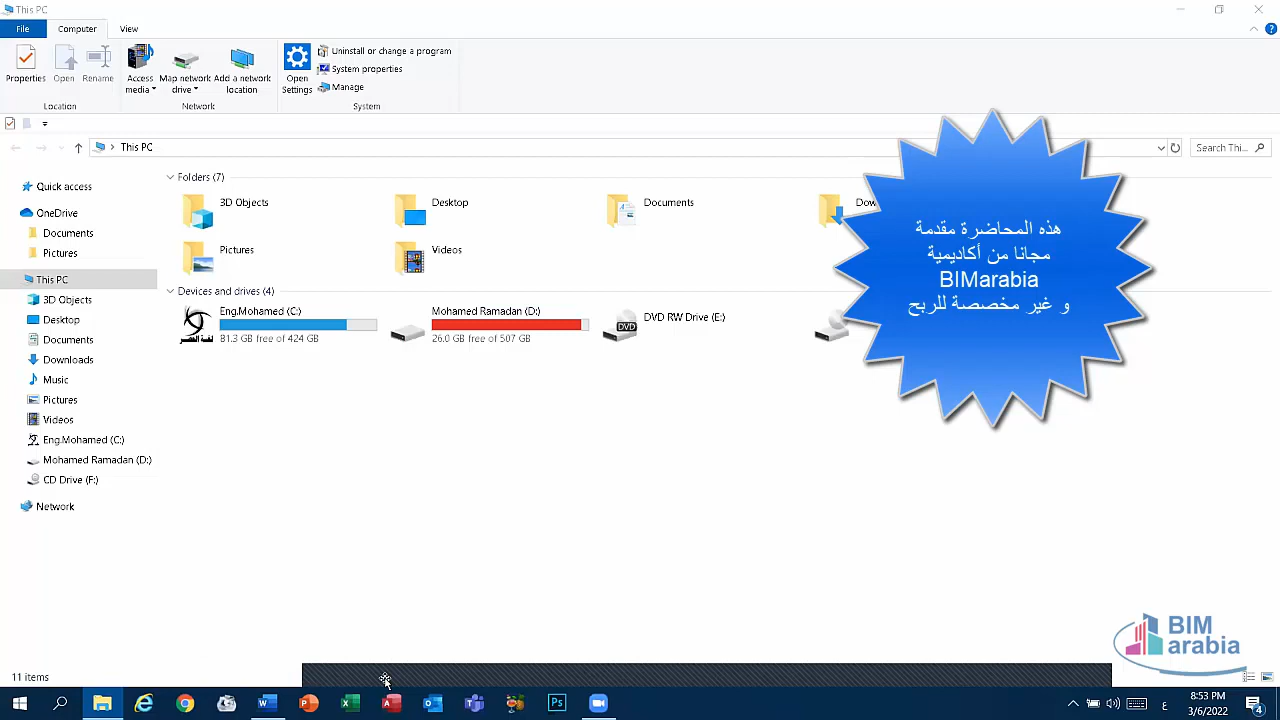 This PC
File
Computer
View
Properties
Open
Rename
Access media
Map network drive
Add a network location
Open Settings
Uninstall or change a program
System properties
Manage
Location
Network
System
This PC
Search Thi...
Quick access
OneDrive
Documents
Pictures
This PC
3D Objects
Desktop
Documents
Downloads
Music
Pictures
Videos
Eng.Mohamed (C:)
Mohamed Ramadan (D:)
CD Drive (F:)
Network
Folders (7)
3D Objects
Desktop
Documents
Pictures
Videos
Devices and drives (4)
Eng.Mohamed (C:)
81.3 GB free of 424 GB
Mohamed Ramadan (D:)
26.0 GB free of 507 GB
DVD RW Drive (E:)
DVD
هذه المحاضرة مقدمة
مجانا من أكاديمية
BIMarabia
و غير مخصصة للربح
BIM
arabia
11 items
Ps
ع
8:53 PM
3/6/2022
4